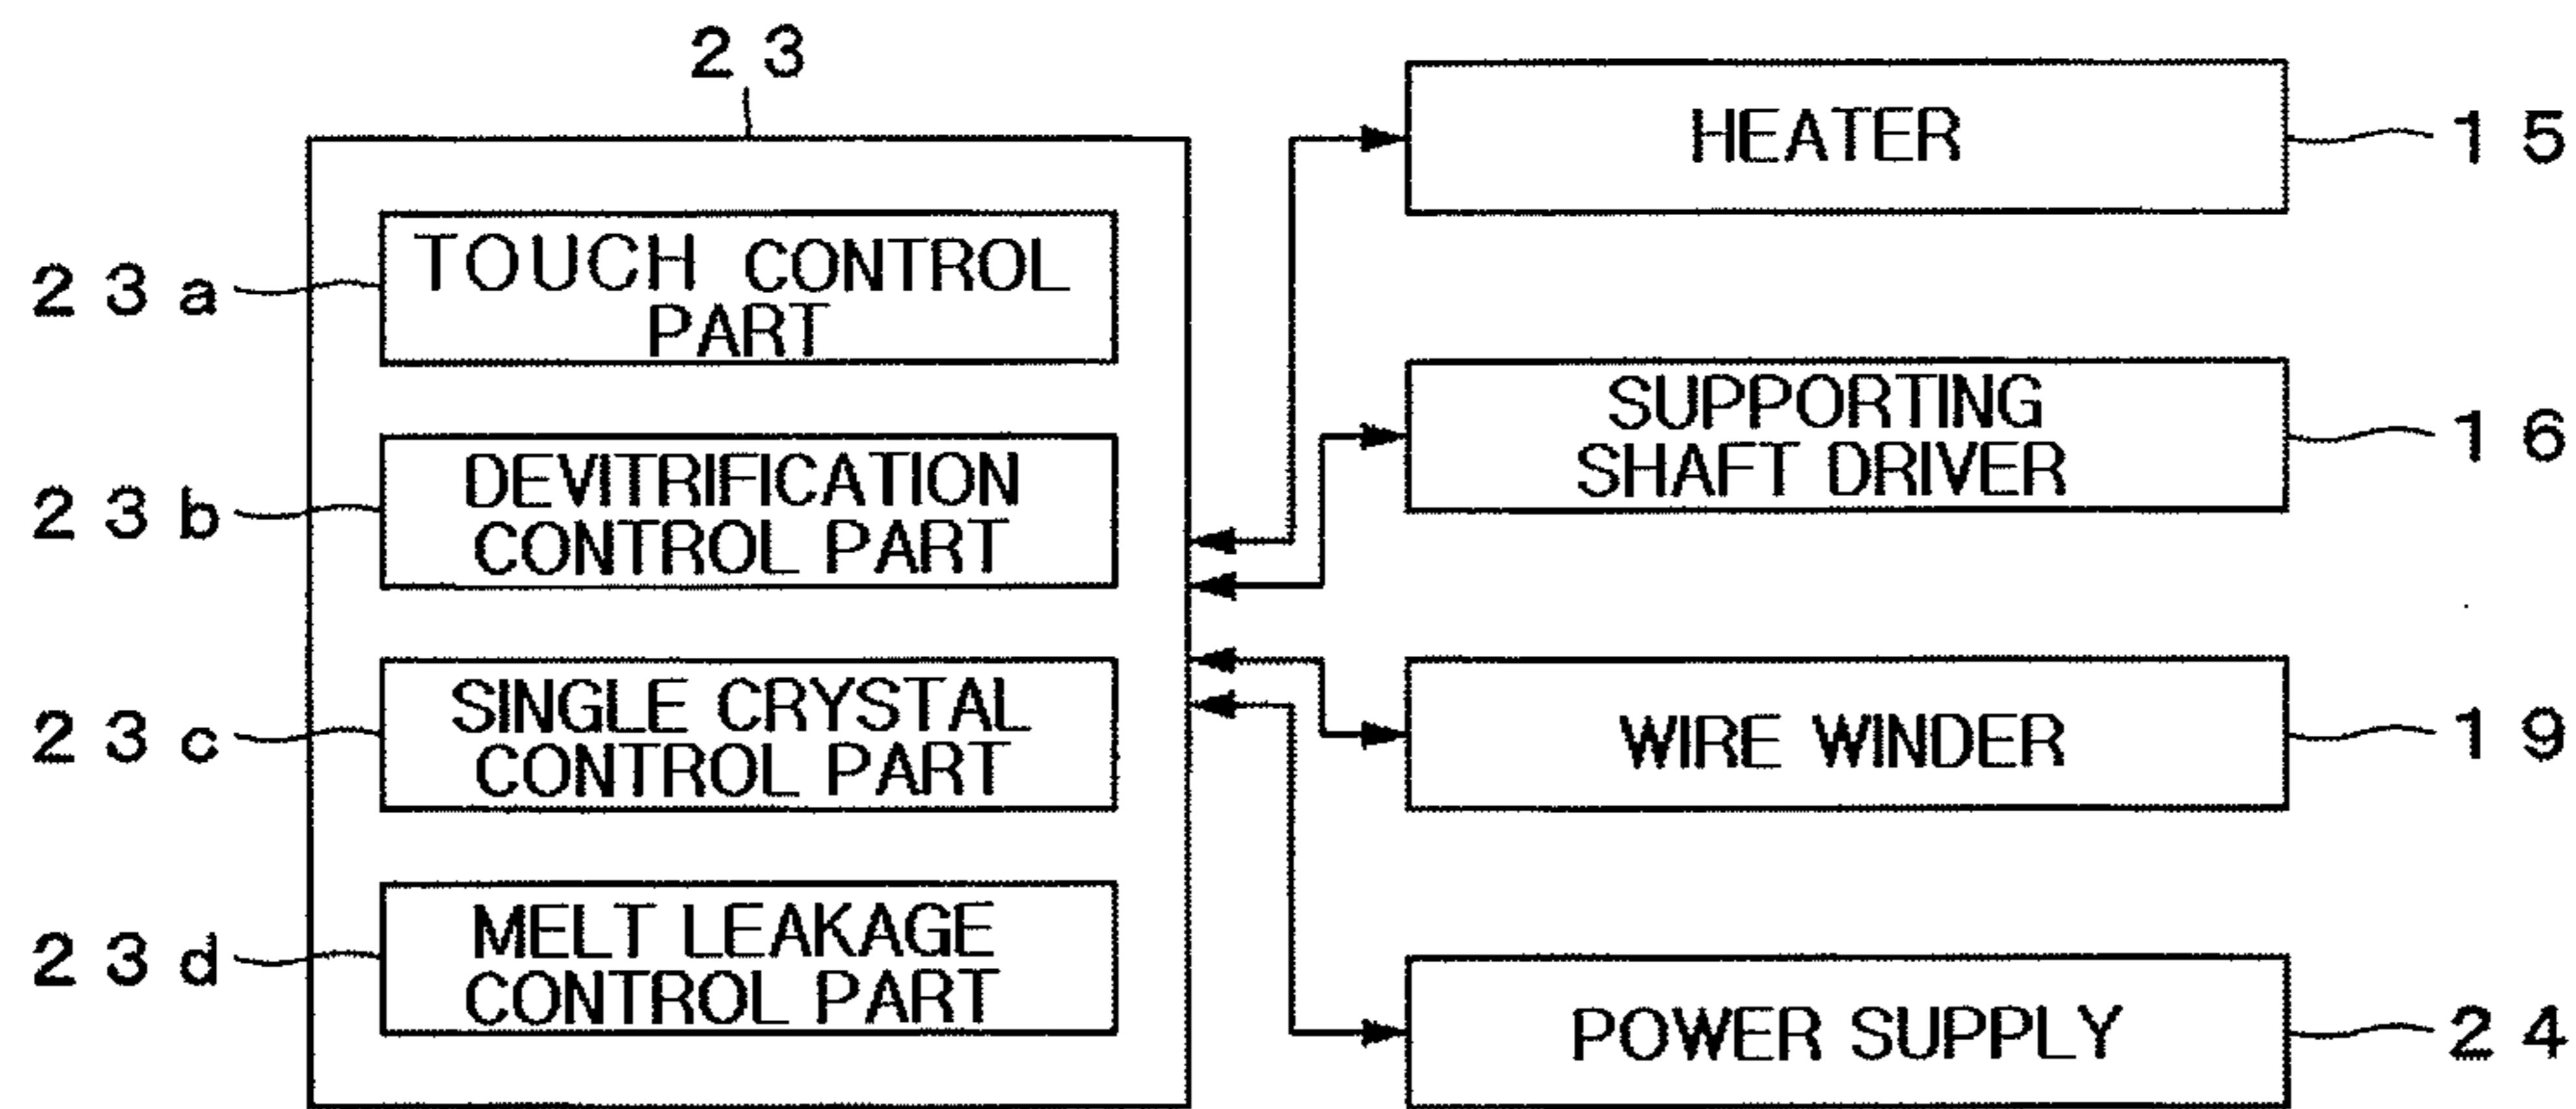 23
23a
TOUCH CONTROL
PART
23b
DEVITRIFICATION
CONTROL PART
23c
SINGLE CRYSTAL
CONTROL PART
23d
MELT LEAKAGE
CONTROL PART
HEATER
15
SUPPORTING
SHAFT DRIVER
16
WIRE WINDER
19
POWER SUPPLY
24